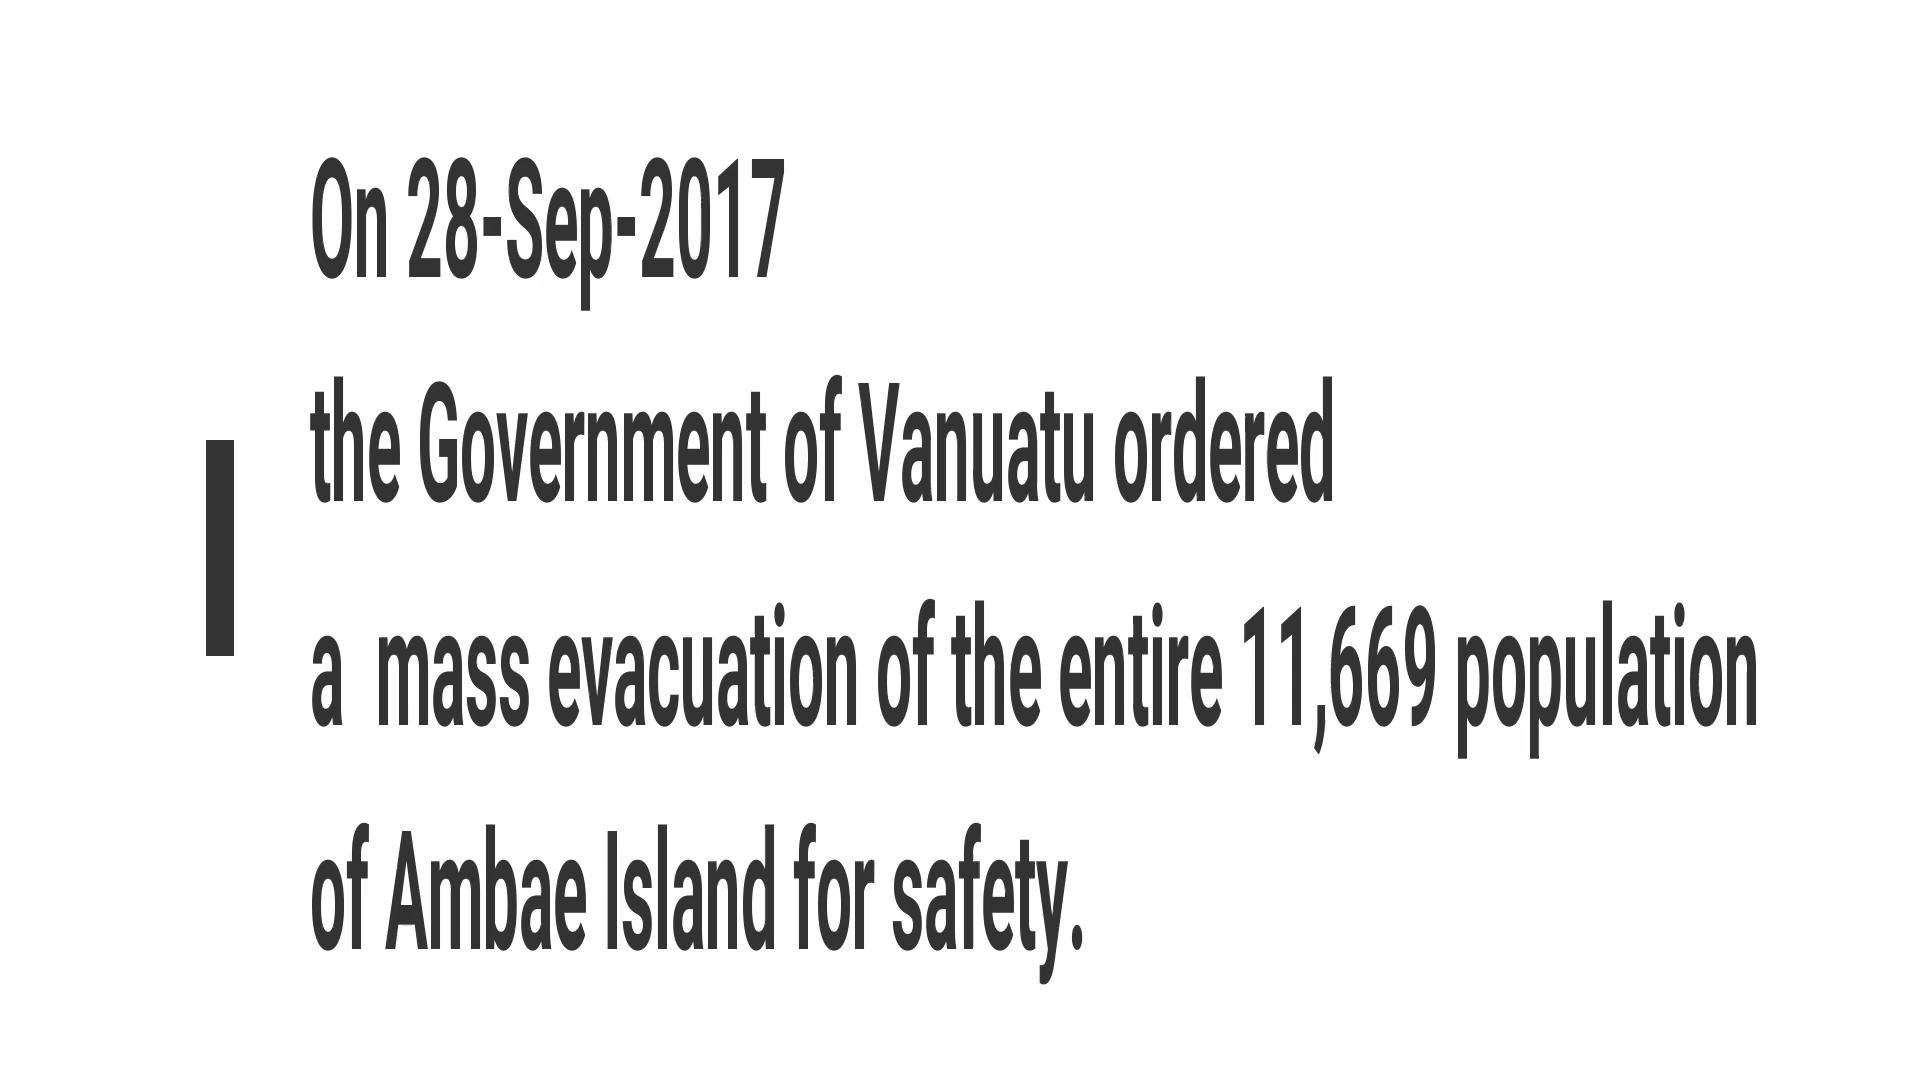 On 28-Sep-2017
the Government of Vanuatu ordered
a  mass evacuation of the entire 11,669 population
of Ambae Island for safety.